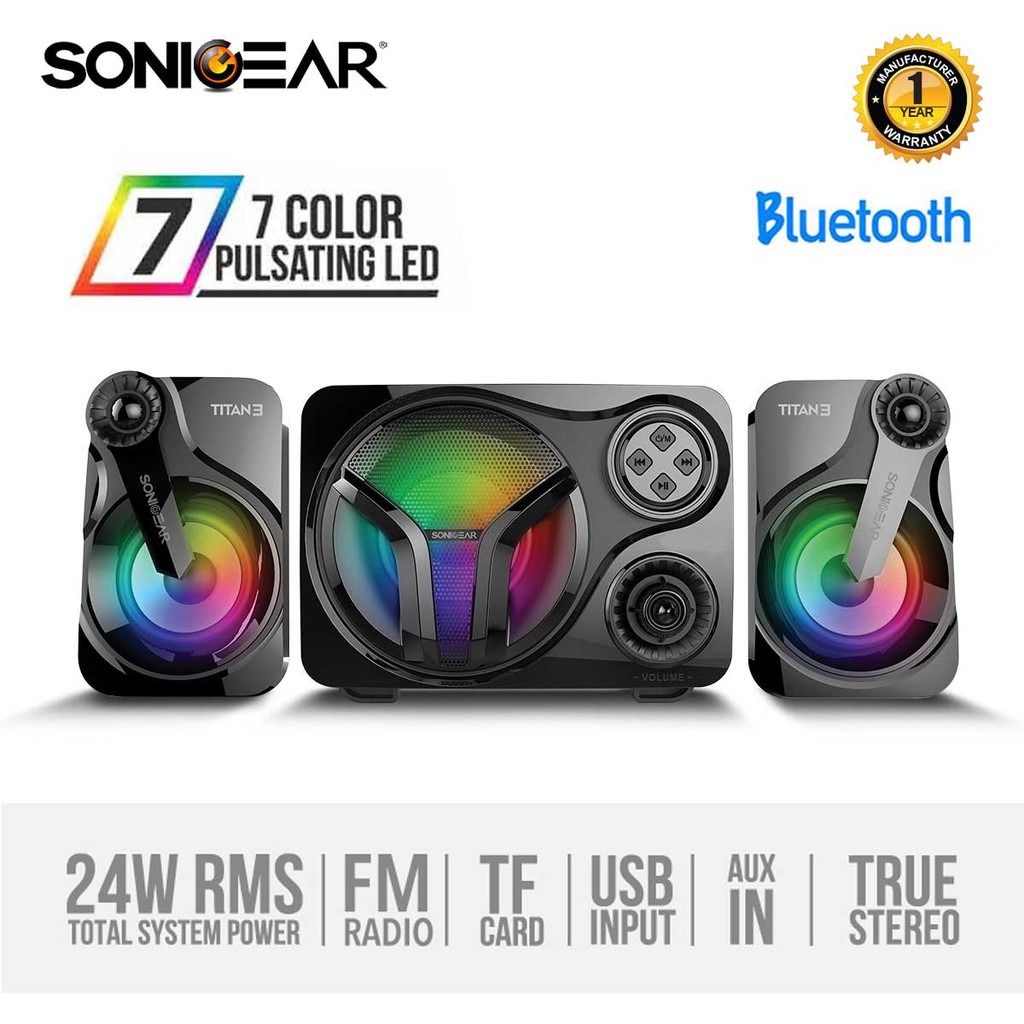 SONICGEAR®
MANUFACTURER
1
YEAR
WARRANTY
7
7 COLOR
PULSATING LED
Bluetooth
TITAN3
SONICGEAR
SONICGEAR
⏻/M
- VOLUME -
TITAN3
SONICGEAR
24W RMS
TOTAL SYSTEM POWER
FM
RADIO
TF
CARD
USB
INPUT
AUX
IN
TRUE
STEREO